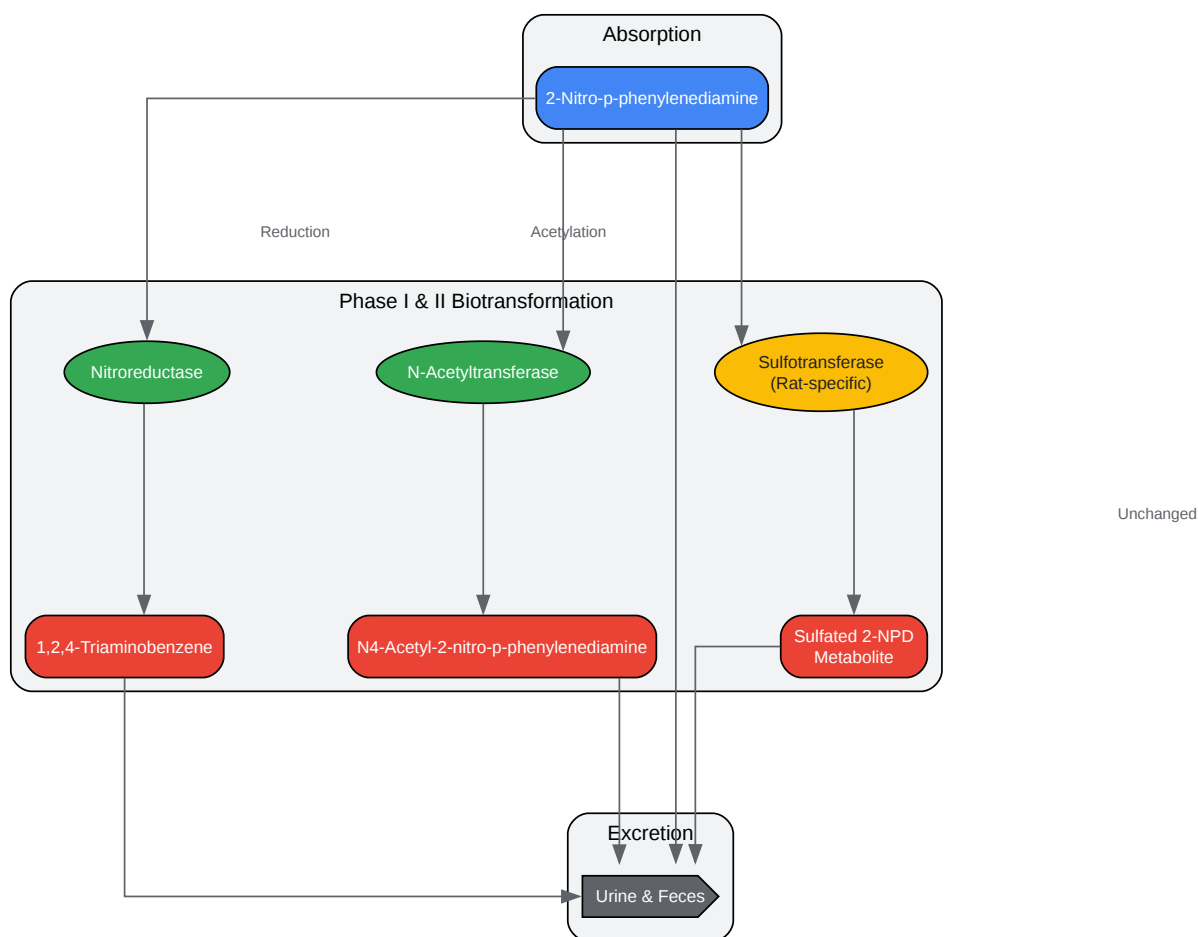 Absorption
2-Nitro-p-phenylenediamine
Reduction
Acetylation
Phase I & II Biotransformation
Nitroreductase
N-Acetyltransferase
Sulfotransferase
(Rat-specific)
Unchanged
1,2,4-Triaminobenzene
N4-Acetyl-2-nitro-p-phenylenediamine
Sulfated 2-NPD
Metabolite
Excretion
Urine & Feces